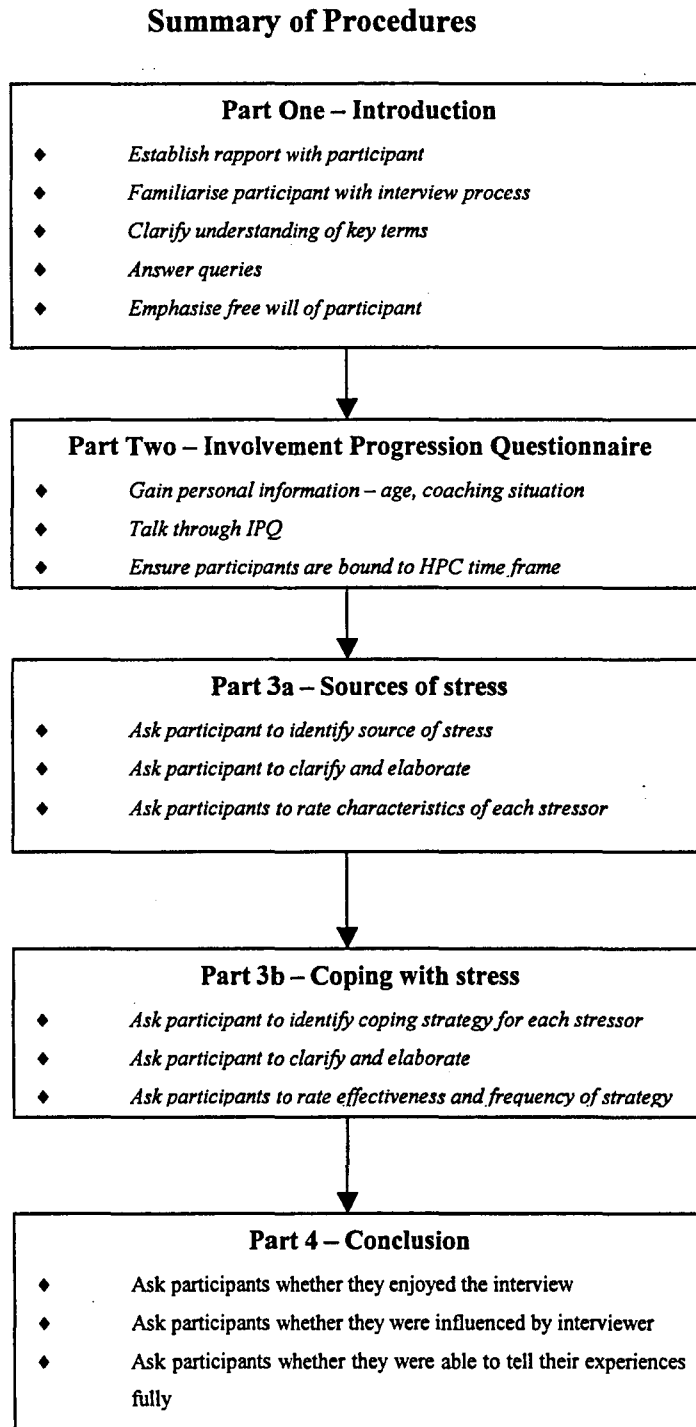 Summary of Procedures
Part One – Introduction
♦ Establish rapport with participant
♦ Familiarise participant with interview process
♦ Clarify understanding of key terms
♦ Answer queries
♦ Emphasise free will of participant
Part Two – Involvement Progression Questionnaire
♦ Gain personal information – age, coaching situation
♦ Talk through IPQ
♦ Ensure participants are bound to HPC time frame
Part 3a – Sources of stress
♦ Ask participant to identify source of stress
♦ Ask participant to clarify and elaborate
♦ Ask participants to rate characteristics of each stressor
Part 3b – Coping with stress
♦ Ask participant to identify coping strategy for each stressor
♦ Ask participant to clarify and elaborate
♦ Ask participants to rate effectiveness and frequency of strategy
Part 4 – Conclusion
♦ Ask participants whether they enjoyed the interview
♦ Ask participants whether they were influenced by interviewer
♦ Ask participants whether they were able to tell their experiences
fully